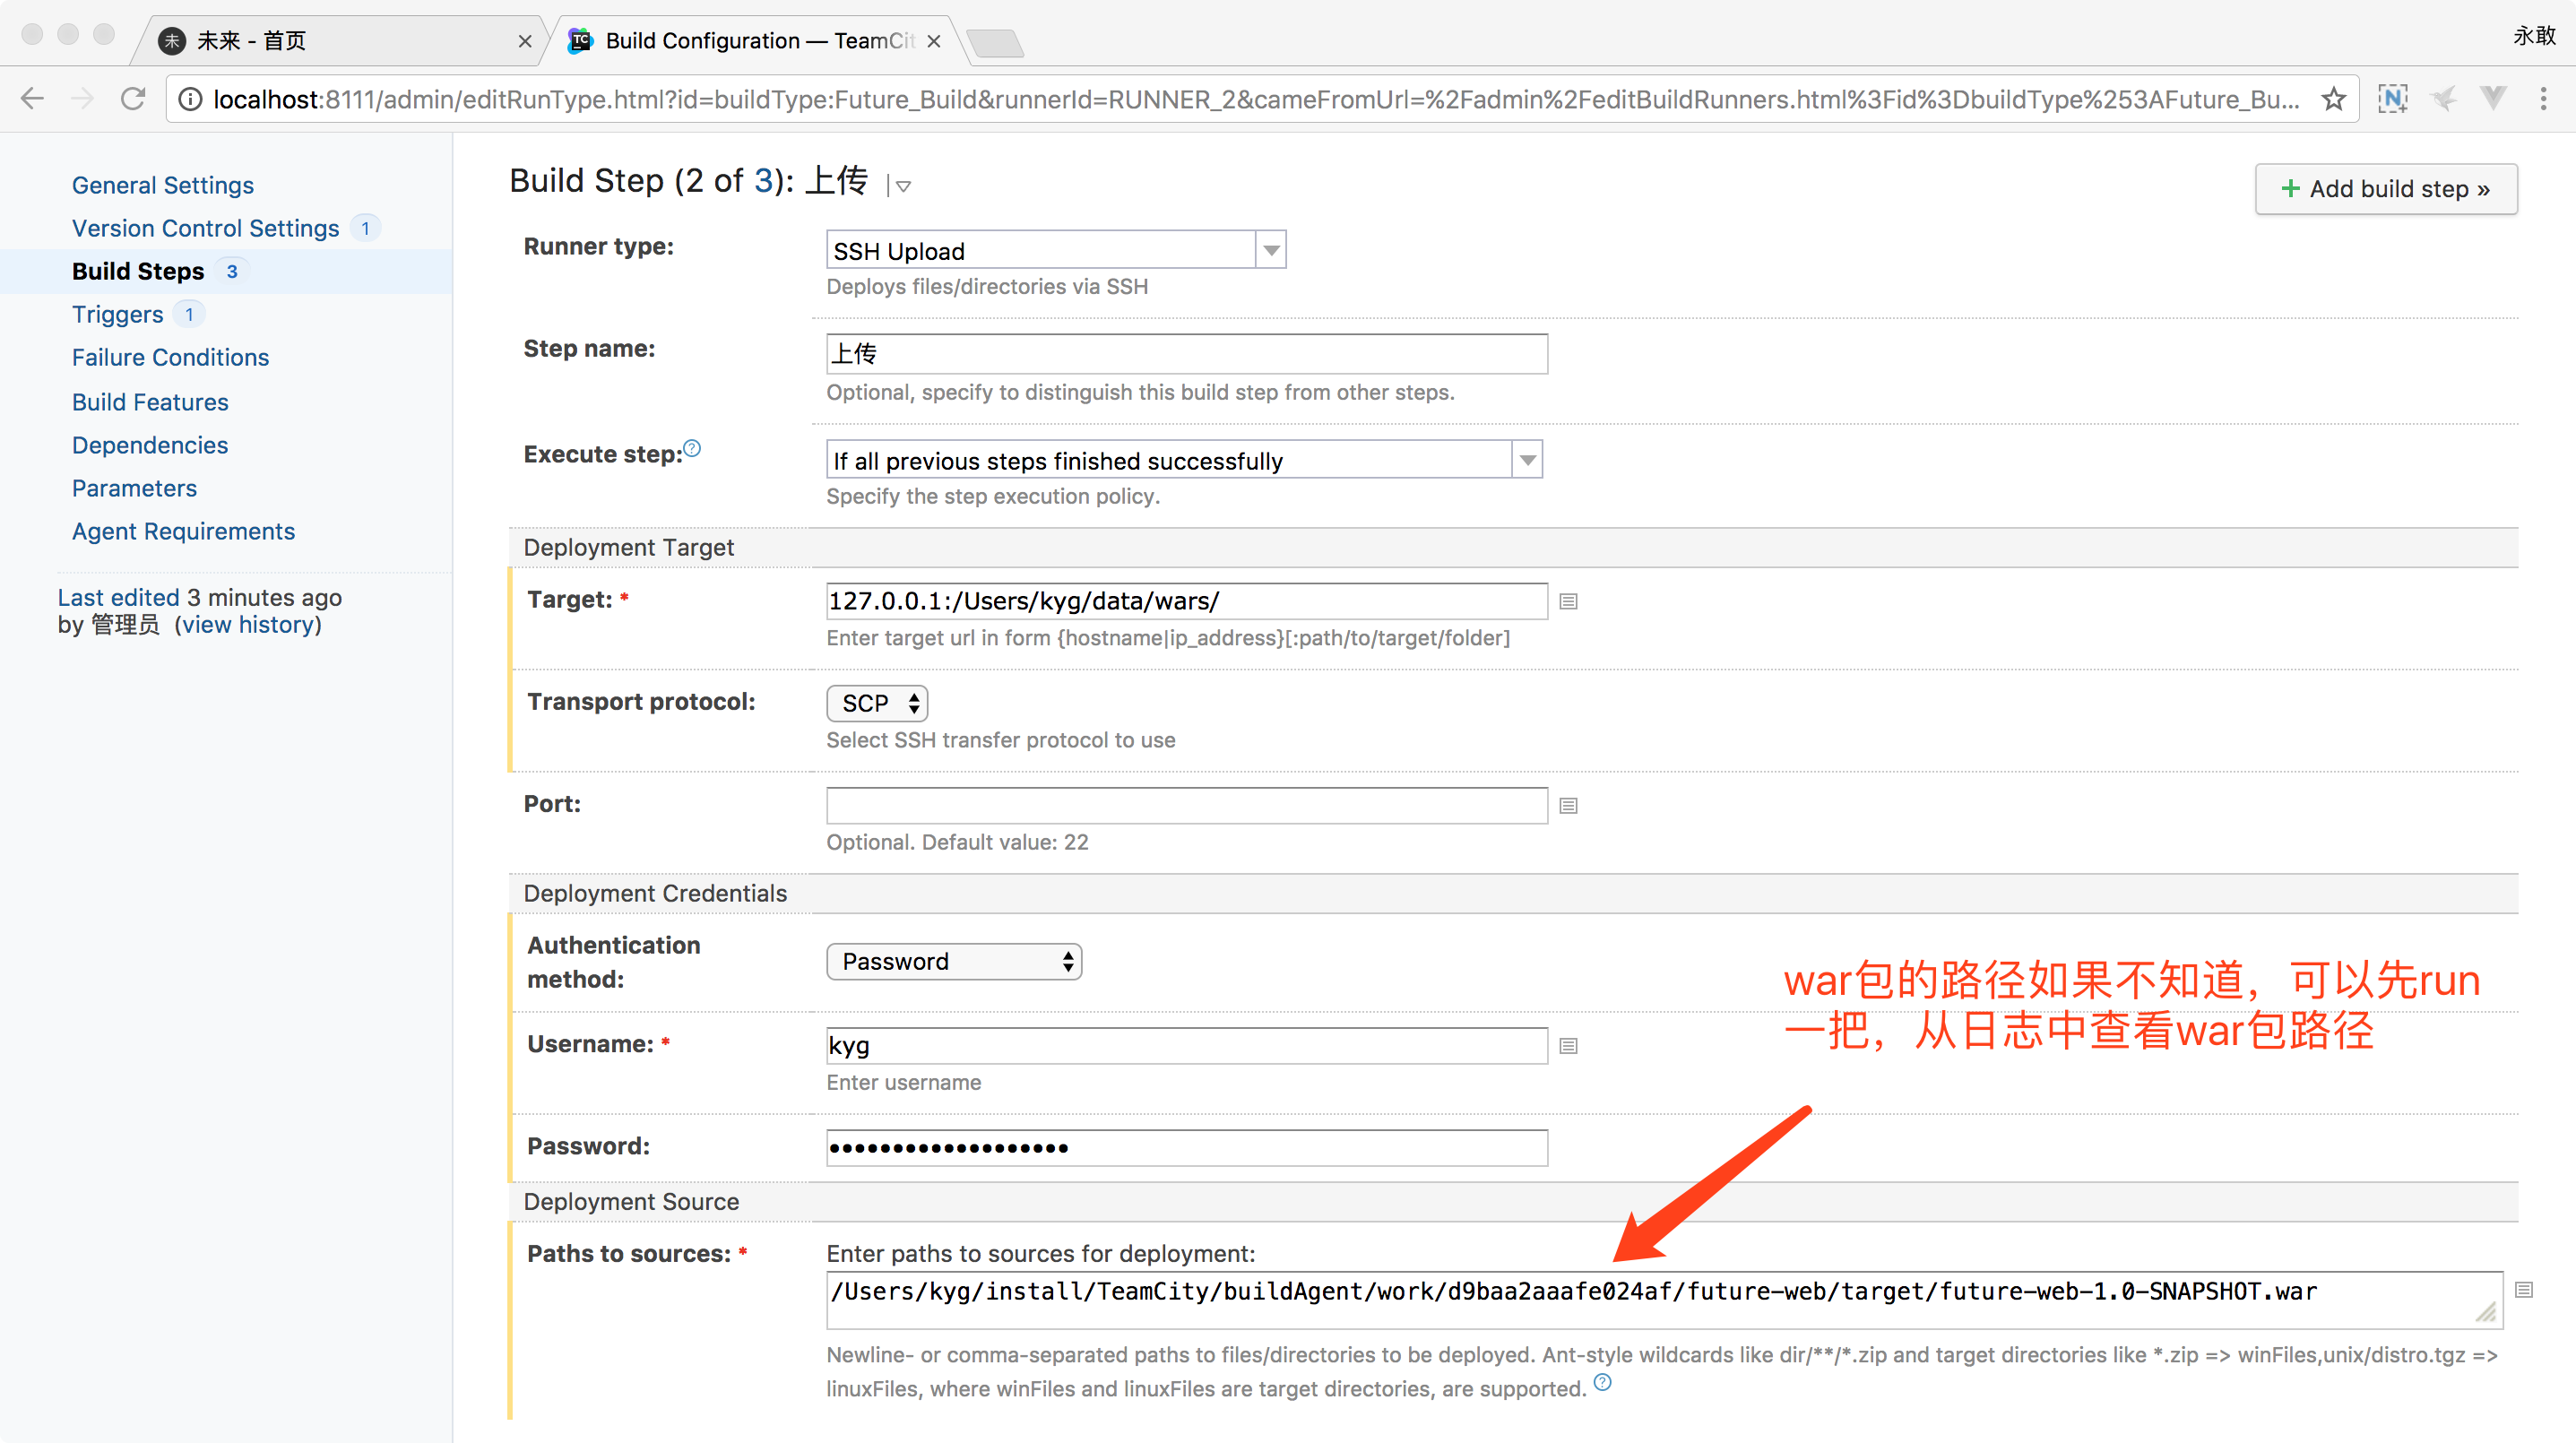 未 未来 - 首页
TC Build Configuration — TeamCit
永敢
localhost:8111/admin/editRunType.html?id=buildType:Future_Build&runnerId=RUNNER_2&cameFromUrl=%2Fadmin%2FeditBuildRunners.html%3Fid%3DbuildType%253AFuture_Bu...
General Settings
Version Control Settings 1
Build Steps 3
Triggers 1
Failure Conditions
Build Features
Dependencies
Parameters
Agent Requirements
Last edited 3 minutes ago
by 管理员 (view history)
Build Step (2 of 3): 上传
+ Add build step »
Runner type:
SSH Upload
Deploys files/directories via SSH
Step name:
上传
Optional, specify to distinguish this build step from other steps.
Execute step: ?
If all previous steps finished successfully
Specify the step execution policy.
Deployment Target
Target: *
127.0.0.1:/Users/kyg/data/wars/
Enter target url in form {hostname|ip_address}[:path/to/target/folder]
Transport protocol:
SCP
Select SSH transfer protocol to use
Port:
Optional. Default value: 22
Deployment Credentials
Authentication
method:
Password
war包的路径如果不知道，可以先run
一把，从日志中查看war包路径
Username: *
kyg
Enter username
Password:
•••••••••••••••••••
Deployment Source
Paths to sources: *
Enter paths to sources for deployment:
/Users/kyg/install/TeamCity/buildAgent/work/d9baa2aaafe024af/future-web/target/future-web-1.0-SNAPSHOT.war
Newline- or comma-separated paths to files/directories to be deployed. Ant-style wildcards like dir/**/*.zip and target directories like *.zip => winFiles,unix/distro.tgz =>
linuxFiles, where winFiles and linuxFiles are target directories, are supported. ?